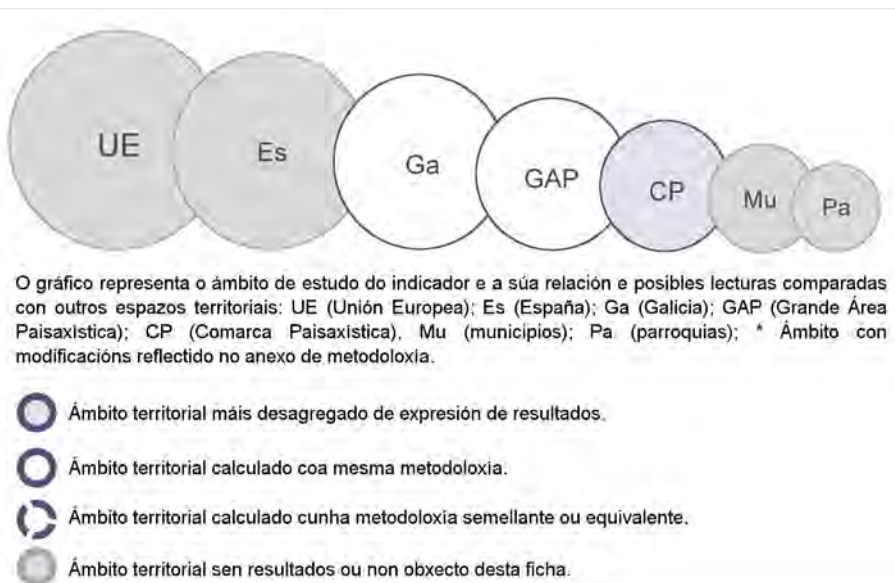 UE Es Ga GAP CP Mu Pa
O gráfico representa o ámbito de estudo do indicador e a súa relación e posibles lecturas comparadas
con outros espazos territoriais: UE (Unión Europea); Es (España); Ga (Galicia); GAP (Grande Área
Paisaxística); CP (Comarca Paisaxística), Mu (municipios); Pa (parroquias); * Ámbito con
modificacións reflectido no anexo de metodoloxia.
Ámbito territorial máis desagregado de expresión de resultados.
Ámbito territorial calculado coa mesma metodoloxia.
Ámbito territorial calculado cunha metodoloxia semellante ou equivalente.
Ámbito territorial sen resultados ou non obxecto desta ficha.